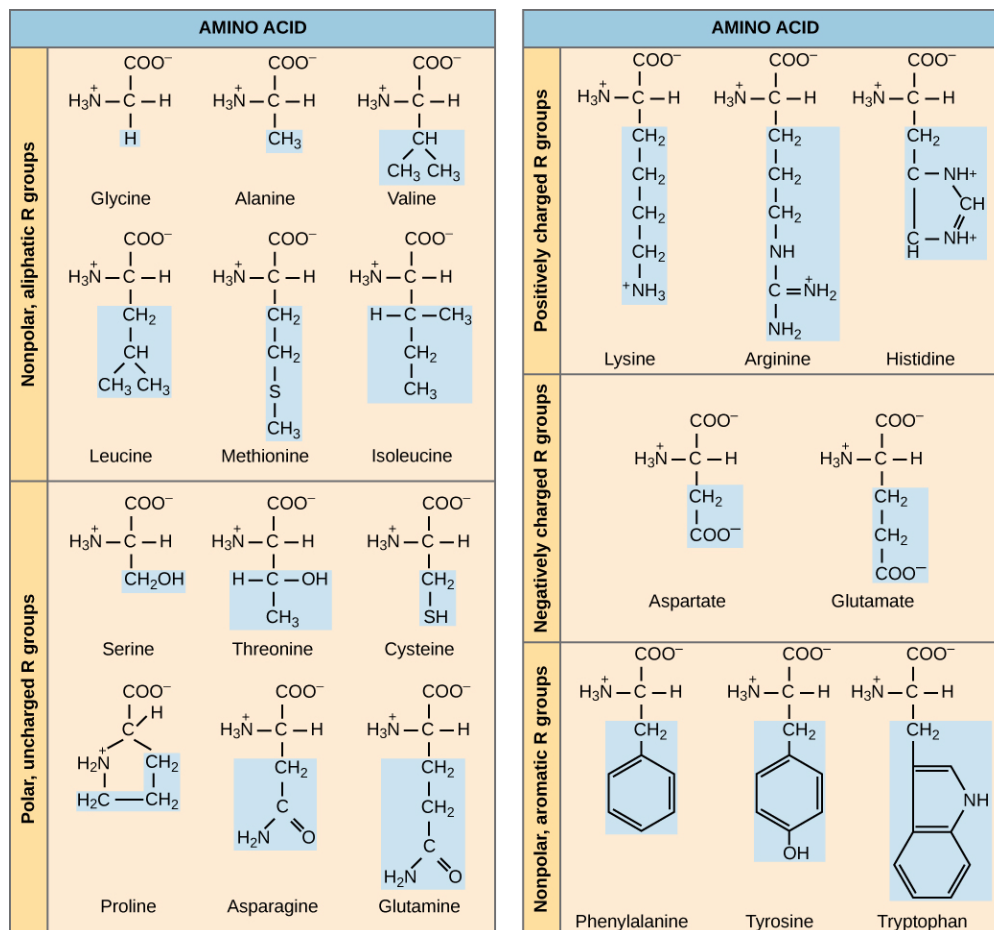 AMINO ACID
Nonpolar, aliphatic R groups
COO⁻ COO⁻ COO⁻
H₃N⁺ C H H₃N⁺ C H H₃N⁺ C H
H CH₃ CH
CH₃ CH₃
Glycine Alanine Valine
COO⁻ COO⁻ COO⁻
H₃N⁺ C H H₃N⁺ C H H₃N⁺ C H
CH₂ CH₂ H C CH₃
CH CH₂ CH₂
CH₃ CH₃ S CH₃
CH₃
Leucine Methionine Isoleucine
Polar, uncharged R groups
COO⁻ COO⁻ COO⁻
H₃N⁺ C H H₃N⁺ C H H₃N⁺ C H
CH₂OH H C OH CH₂
CH₃ SH
Serine Threonine Cysteine
COO⁻ COO⁻ COO⁻
C H H₃N⁺ C H H₃N⁺ C H
H₂N⁺ CH₂ CH₂ CH₂
H₂C CH₂ C CH₂
H₂N O C
H₂N O
Proline Asparagine Glutamine
AMINO ACID
Positively charged R groups
COO⁻ COO⁻ COO⁻
H₃N⁺ C H H₃N⁺ C H H₃N⁺ C H
CH₂ CH₂ CH₂
CH₂ CH₂ C NH⁺
CH₂ CH₂ CH
CH₂ NH C NH⁺
H
⁺NH₃ C =NH₂⁺
NH₂
Lysine Arginine Histidine
Negatively charged R groups
COO⁻ COO⁻
H₃N⁺ C H H₃N⁺ C H
CH₂ CH₂
COO⁻ CH₂
COO⁻
Aspartate Glutamate
Nonpolar, aromatic R groups
COO⁻ COO⁻ COO⁻
H₃N⁺ C H H₃N⁺ C H H₃N⁺ C H
CH₂ CH₂ CH₂
NH
OH
Phenylalanine Tyrosine Tryptophan